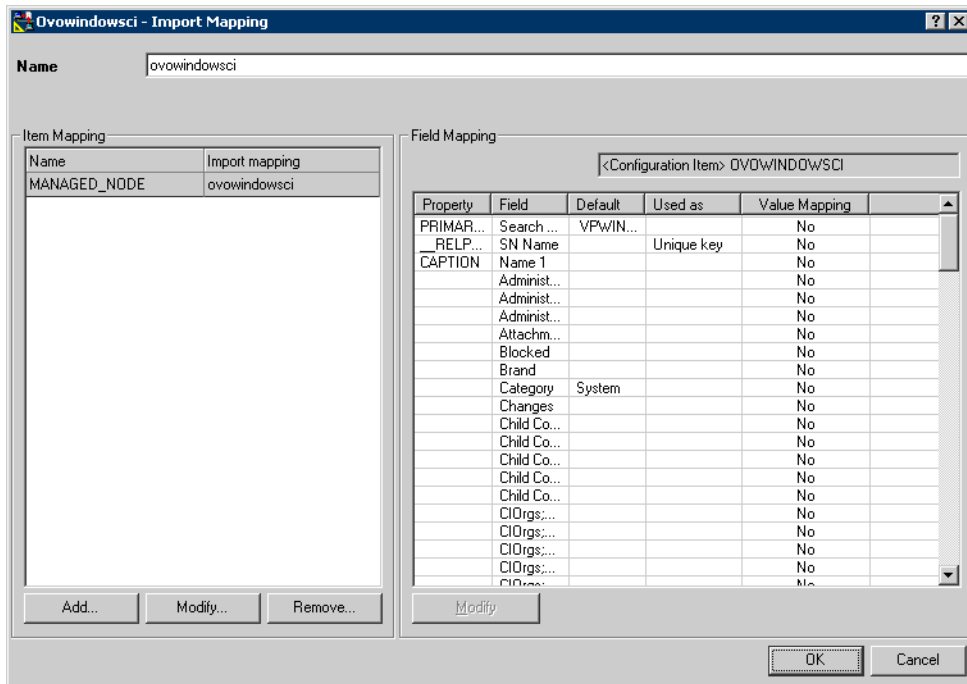 Ovowindowsci - Import Mapping
Name ovowindowsci
Item Mapping
Name Import mapping
MANAGED_NODE ovowindowsci
Add... Modify... Remove...
Field Mapping
<Configuration Item> OVOWINDOWSCI
Property Field Default Used as Value Mapping
PRIMAR... Search ... VPWIN... No
__RELP... SN Name Unique key No
CAPTION Name 1 No
Administ... No
Administ... No
Administ... No
Attachm... No
Blocked No
Brand No
Category System No
Changes No
Child Co... No
Child Co... No
Child Co... No
Child Co... No
Child Co... No
CIOrgs;... No
CIOrgs;... No
CIOrgs;... No
CIOrgs;... No
CIOrgs; No
Modify
OK Cancel